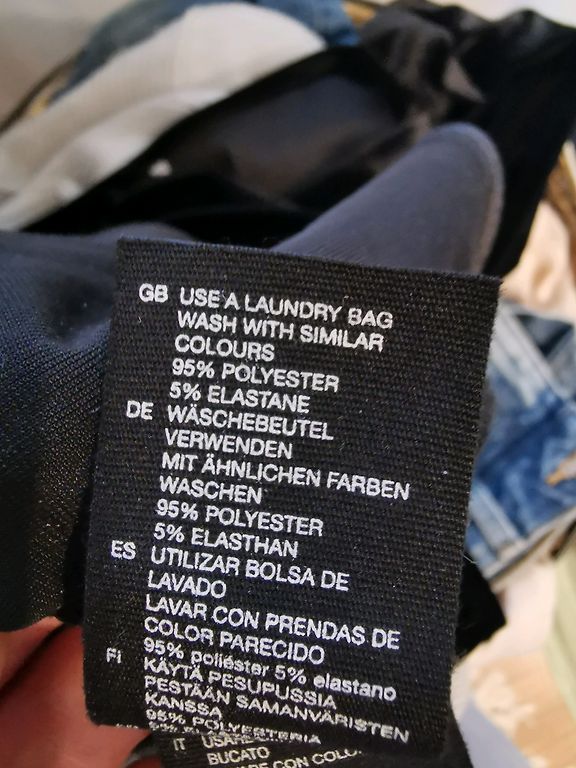 GB USE A LAUNDRY BAG
WASH WITH SIMILAR
COLOURS
95% POLYESTER
5% ELASTANE
DE WÄSCHEBEUTEL
VERWENDEN
MIT ÄHNLICHEN FARBEN
WASCHEN
95% POLYESTER
5% ELASTHAN
ES UTILIZAR BOLSA DE
LAVADO
LAVAR CON PRENDAS DE
COLOR PARECIDO
95% poliéster 5% elastano
FI KÄYTÄ PESUPUSSIA
PESTÄÄN SAMANVÄRISTEN
KANSSA
95% POLYESTERIA
IT
BUCATO
CON